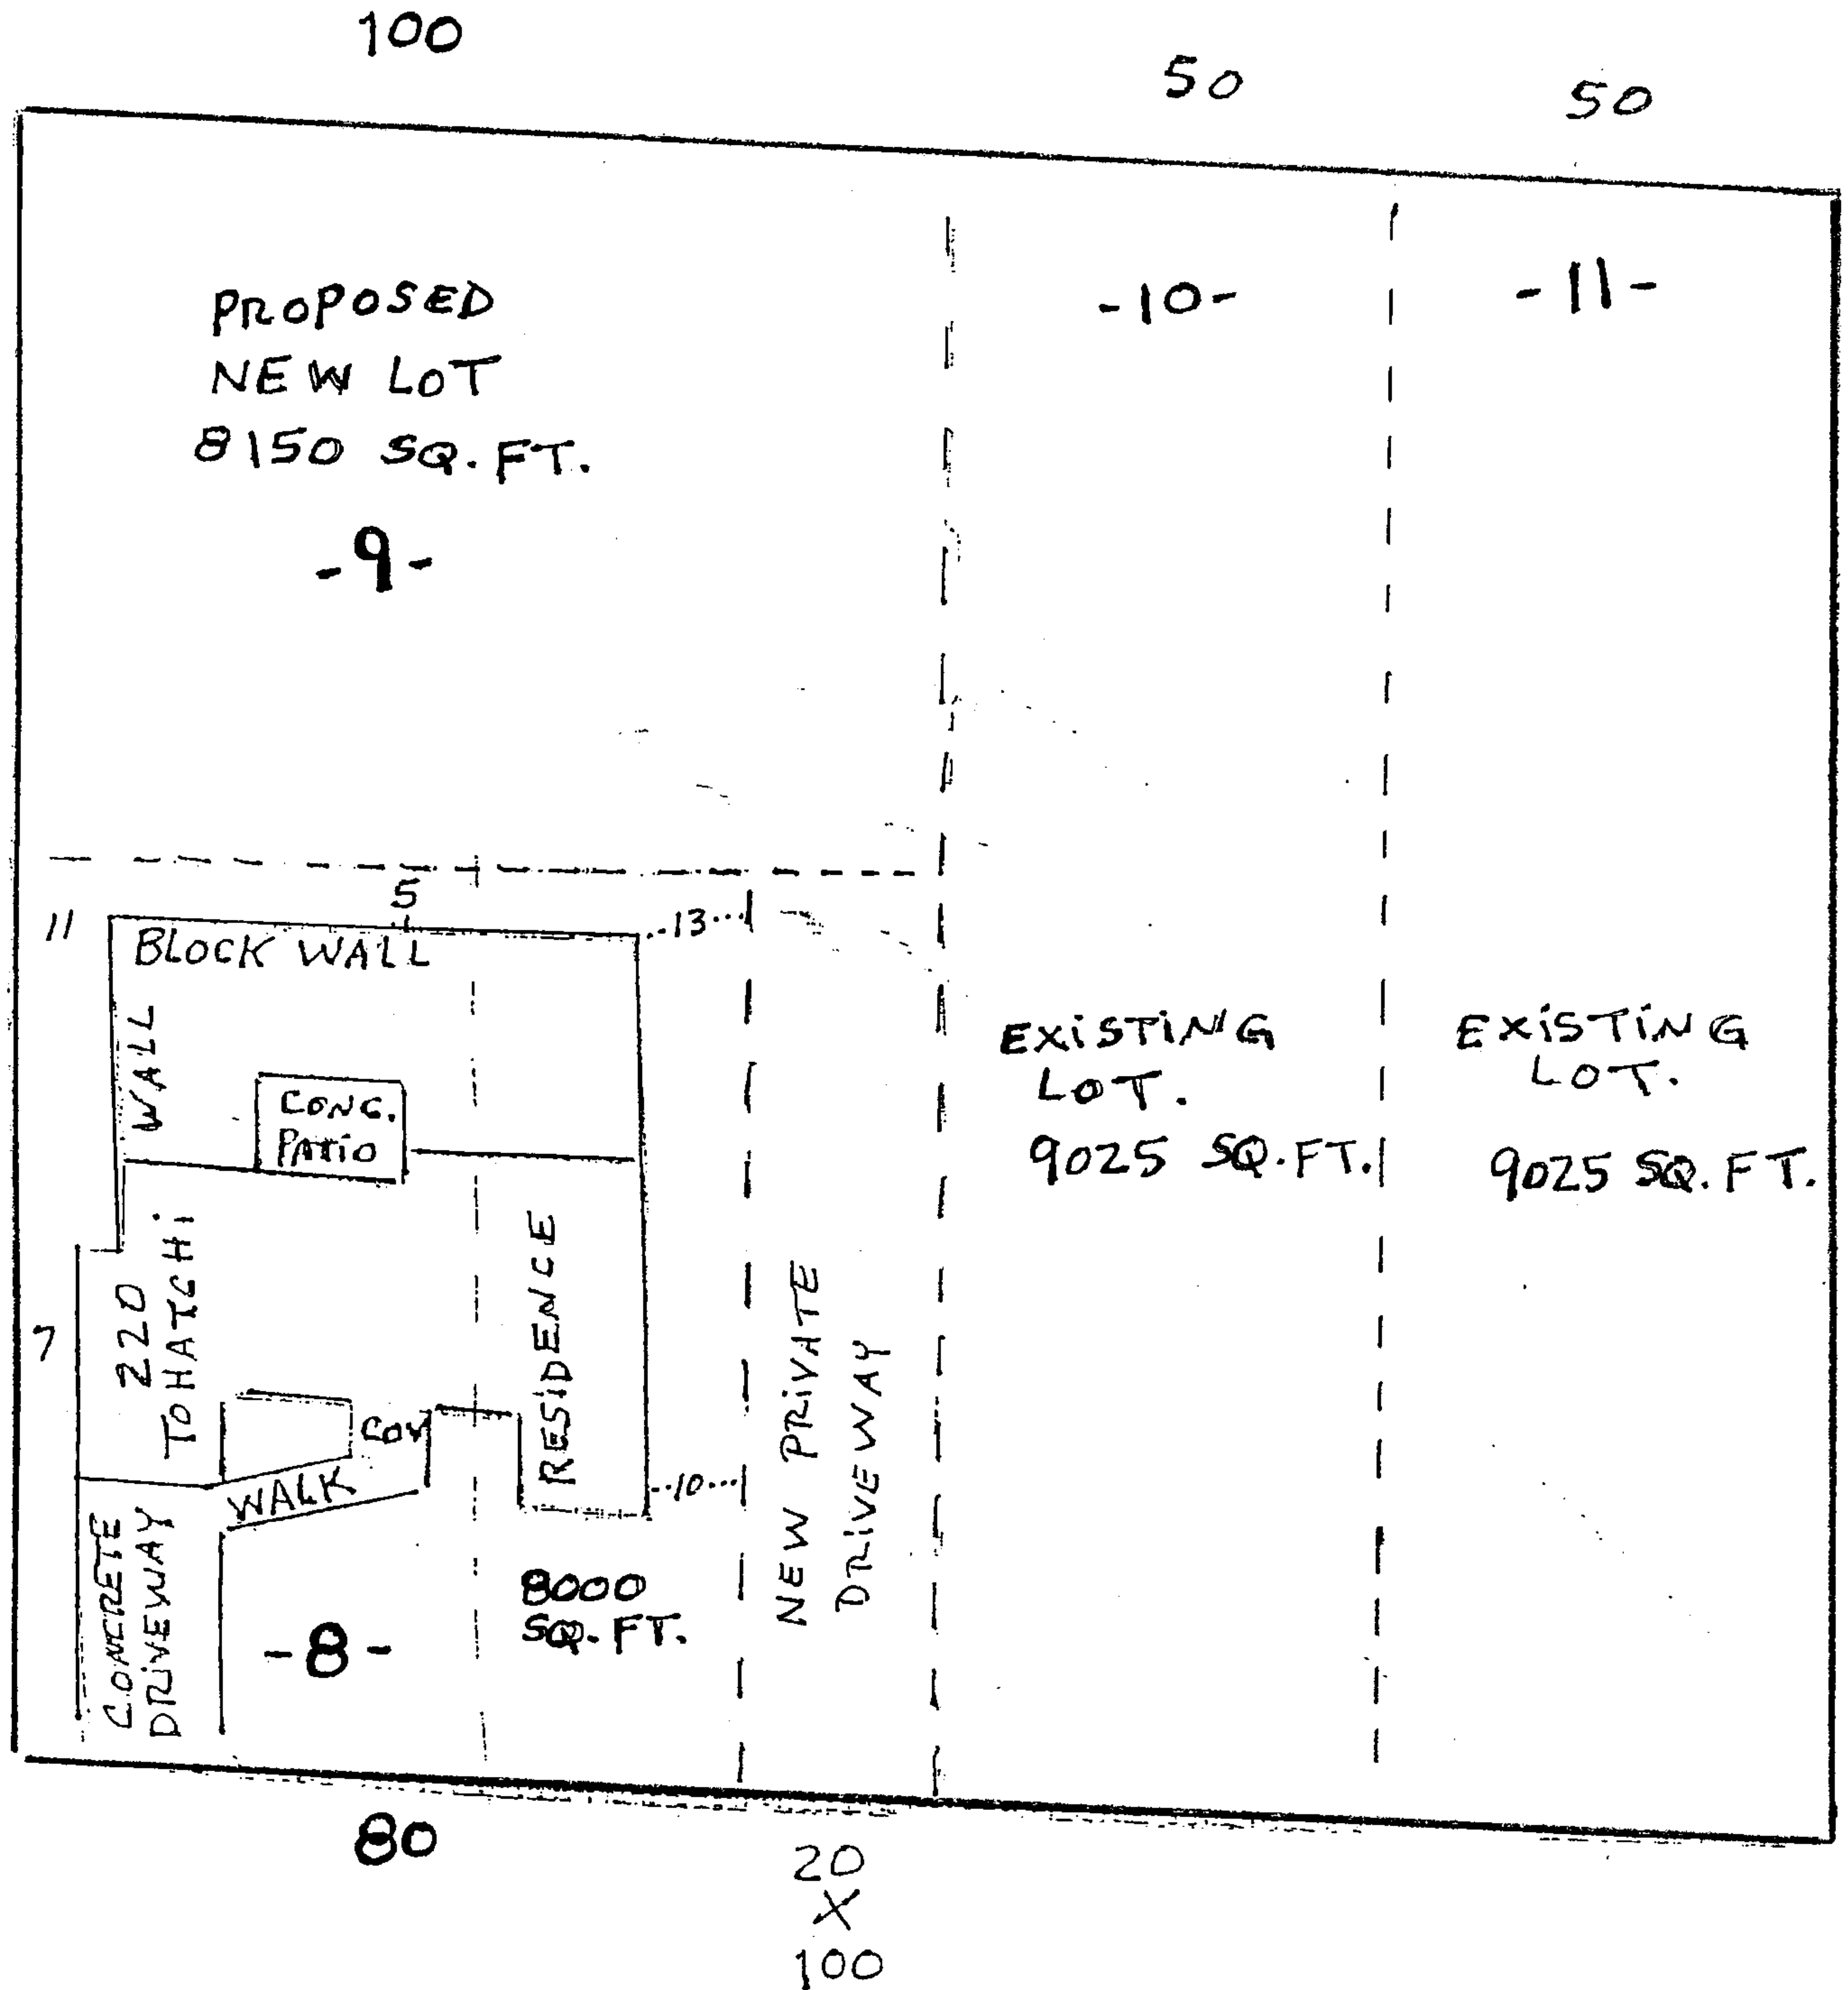 100
50
50
PROPOSED
NEW LOT
8150 SQ.FT.
-9-
-10-
-11-
5
11
13
BLOCK WALL
WALL
CONC.
PATIO
EXISTING
LOT.
9025 SQ.FT.
EXISTING
LOT.
9025 SQ.FT.
220
TOHATCHI
RESIDENCE
7
COV
WALK
10
NEW PRIVATE
DRIVEWAY
CONCRETE
DRIVEWAY
-8-
8000
SQ.FT.
80
20
X
100